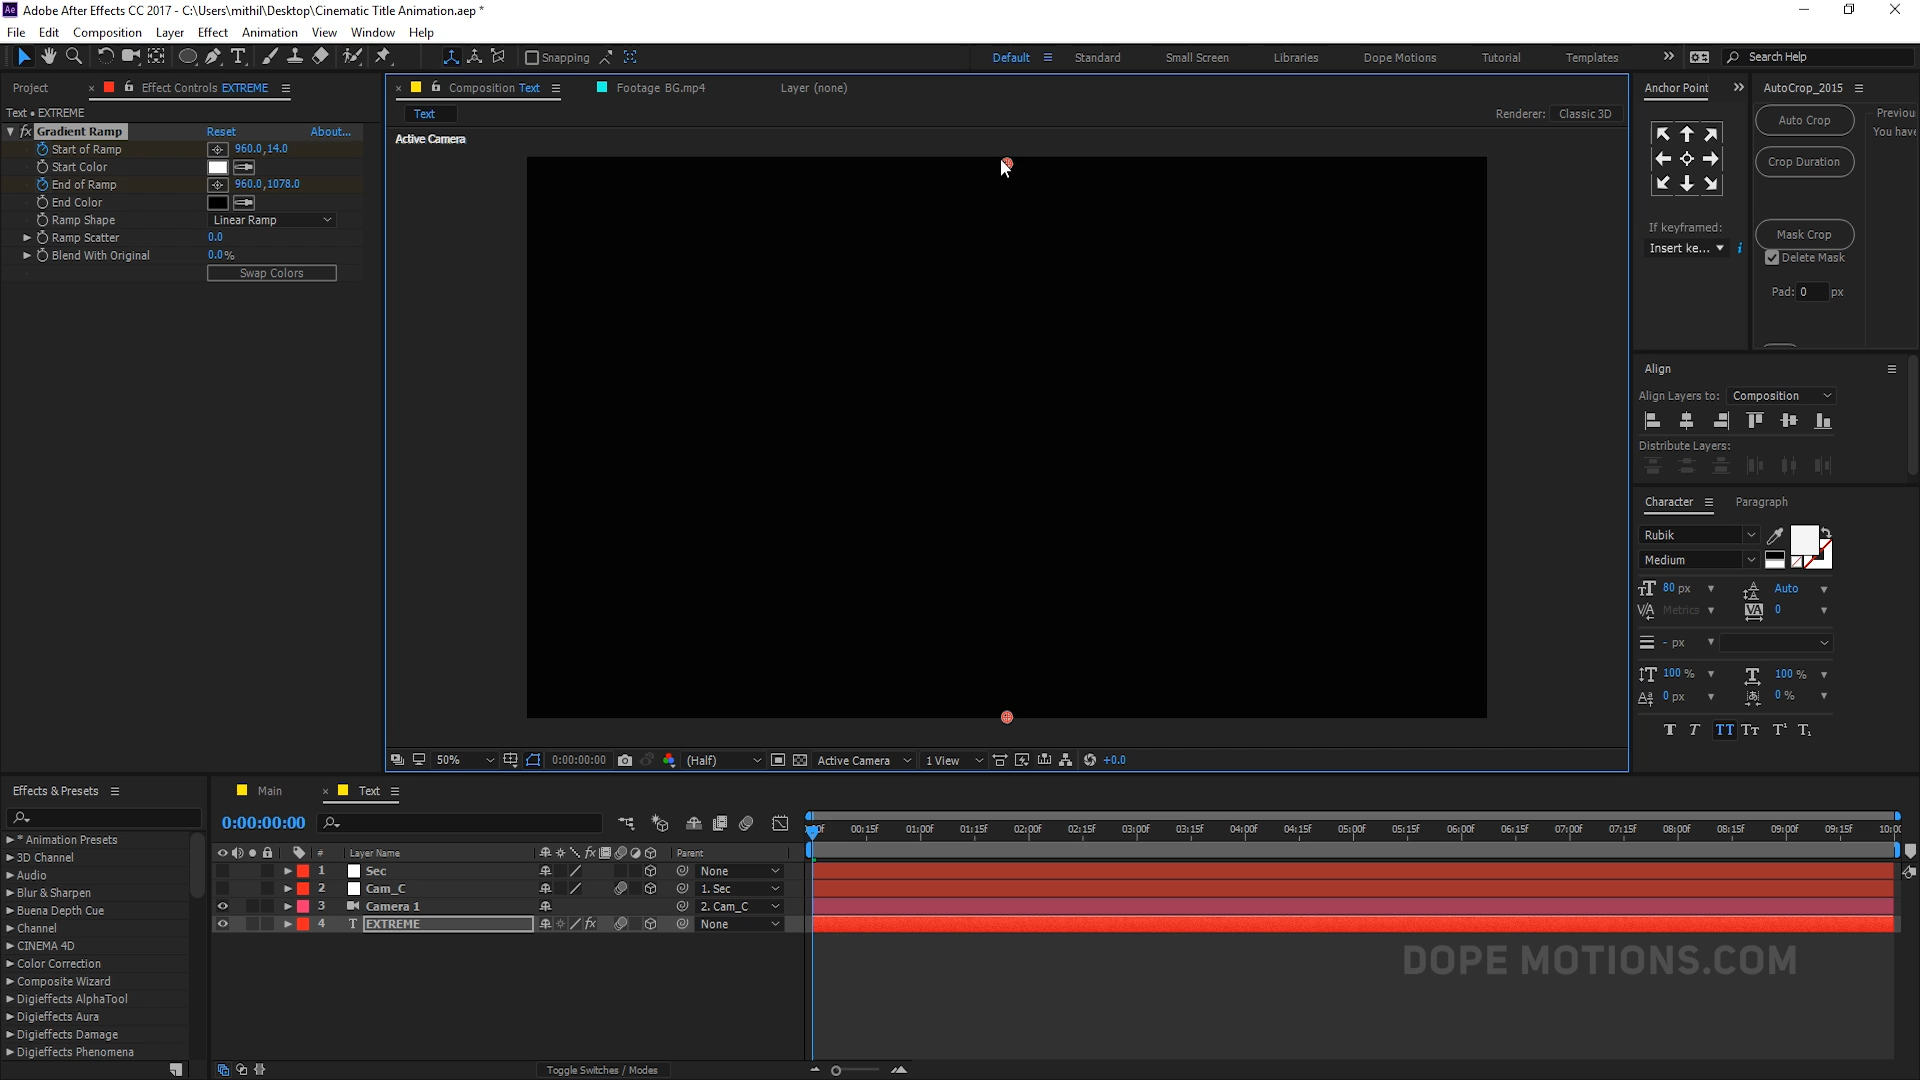 Adobe After Effects CC 2017 - C:\Users\mithil\Desktop\Cinematic Title Animation.aep *
File Edit Composition Layer Effect Animation View Window Help
Snapping
Default Standard Small Screen Libraries Dope Motions Tutorial Templates Search Help
Project Effect Controls EXTREME
Text • EXTREME
fx Gradient Ramp Reset About...
Start of Ramp 960.0,14.0
Start Color
End of Ramp 960.0,1078.0
End Color
Ramp Shape Linear Ramp
Ramp Scatter 0.0
Blend With Original 0.0%
Swap Colors
Composition Text Footage BG.mp4 Layer (none)
Text Renderer: Classic 3D
Active Camera
50% 0:00:00:00 (Half) Active Camera 1 View +0.0
Anchor Point
If keyframed:
Insert ke...
AutoCrop_2015
Auto Crop
Crop Duration
Mask Crop
Delete Mask
Pad: 0 px
Previou
You have
Align
Align Layers to: Composition
Distribute Layers:
Character Paragraph
Rubik
Medium
80 px Auto
Metrics 0
- px
100 % 100 %
0 px 0 %
Effects & Presets
* Animation Presets
3D Channel
Audio
Blur & Sharpen
Buena Depth Cue
Channel
CINEMA 4D
Color Correction
Composite Wizard
Digieffects AlphaTool
Digieffects Aura
Digieffects Damage
Digieffects Phenomena
Main Text
0:00:00:00
# Layer Name Parent
1 Sec None
2 Cam_C 1. Sec
3 Camera 1 2. Cam_C
4 T EXTREME None
00:15f 01:00f 01:15f 02:00f 02:15f 03:00f 03:15f 04:00f 04:15f 05:00f 05:15f 06:00f 06:15f 07:00f 07:15f 08:00f 08:15f 09:00f 09:15f 10:00
Toggle Switches / Modes
DOPE MOTIONS.COM